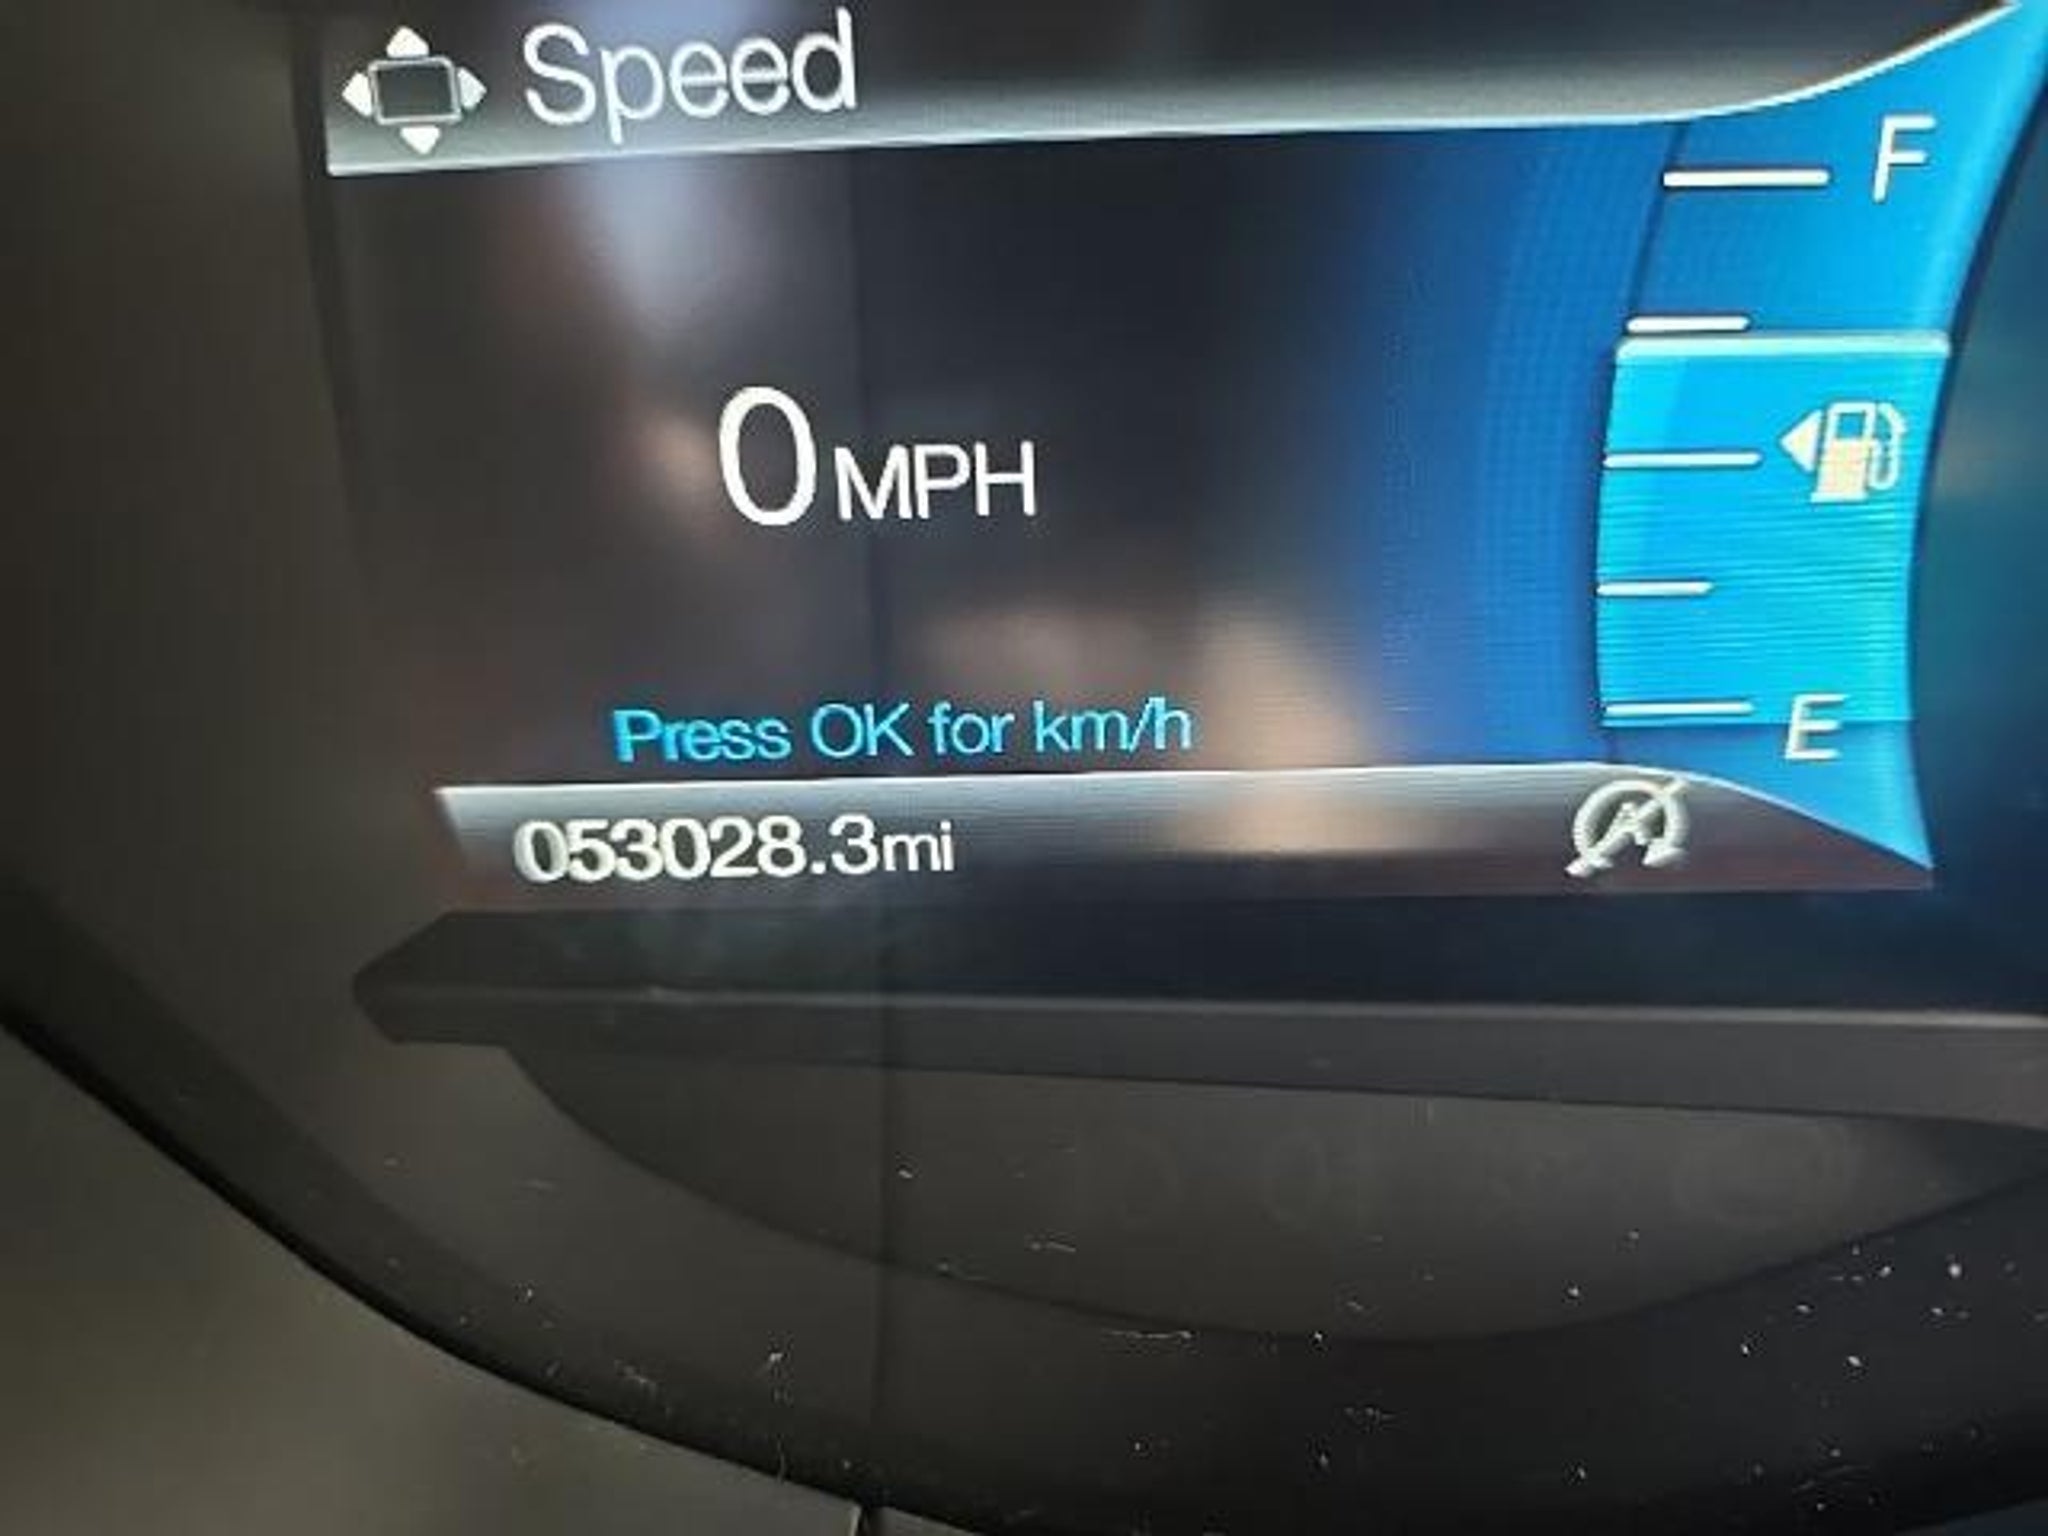 Speed
F
0 MPH
Press OK for km/h
E
053028.3mi